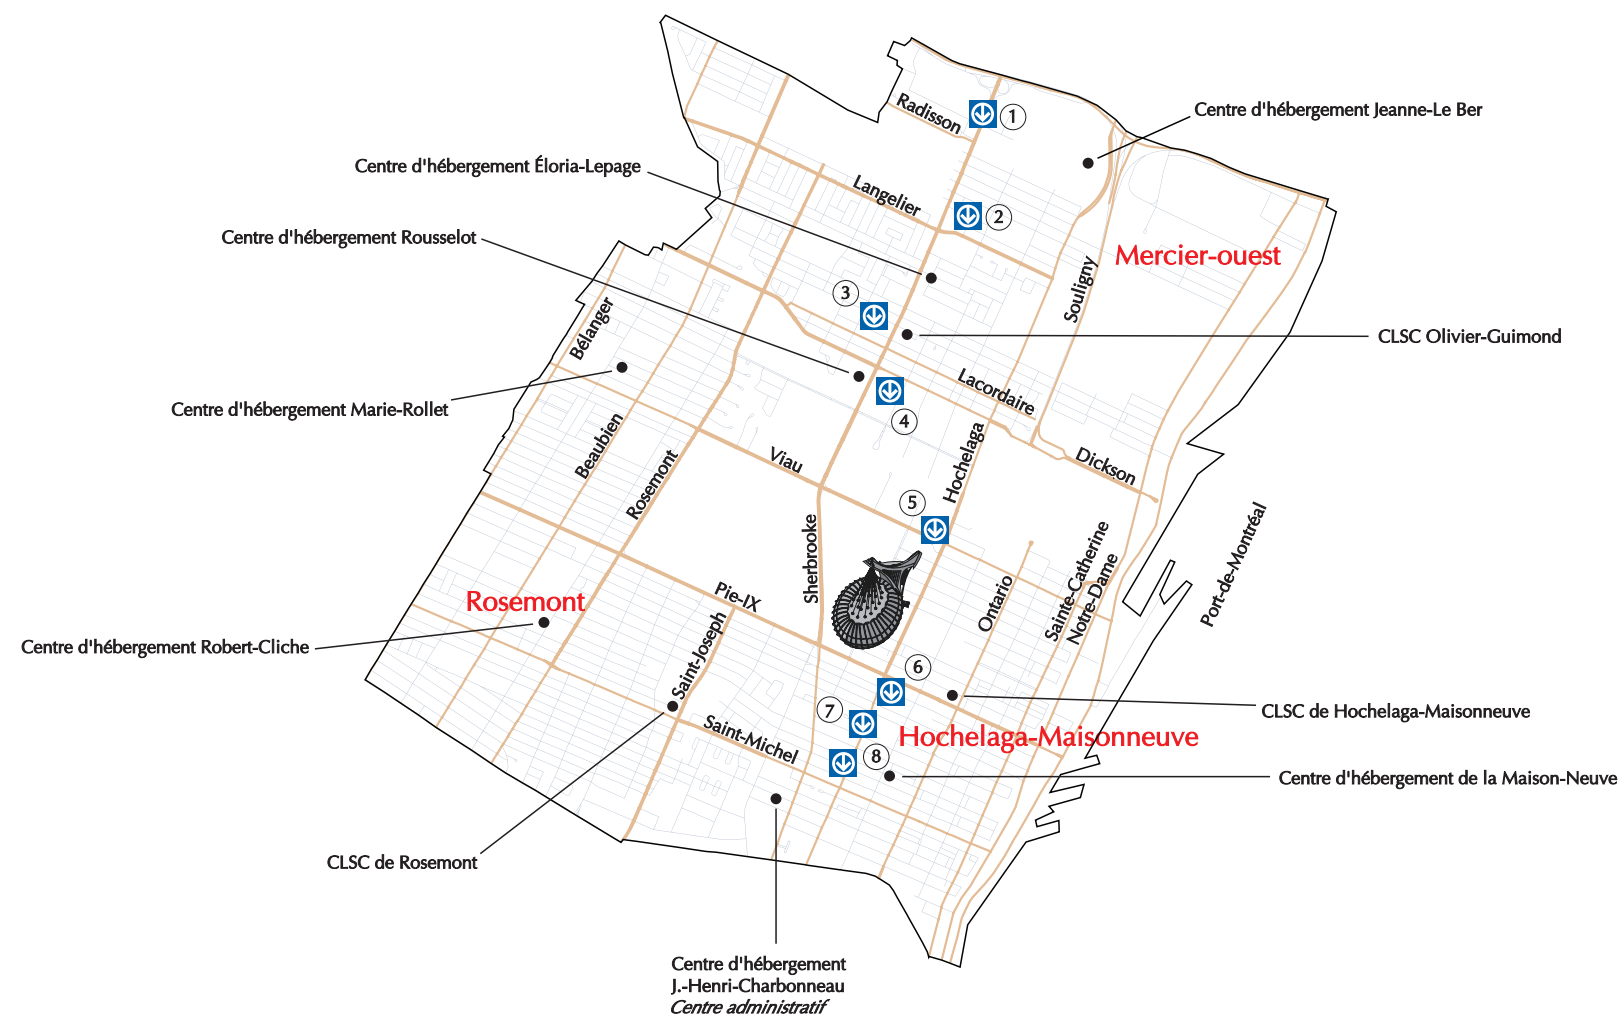 Radisson
1
Centre d'hébergement Jeanne-Le Ber
Centre d'hébergement Éloria-Lepage
Langelier
2
Centre d'hébergement Rousselot
Mercier-ouest
Souligny
3
Bélanger
CLSC Olivier-Guimond
Lacordaire
Centre d'hébergement Marie-Rollet
4
Beaubien
Rosemont
Viau
Hochelaga
Dickson
5
Sherbrooke
Port-de-Montréal
Sainte-Catherine
Notre-Dame
Ontario
Pie-IX
Rosemont
Saint-Joseph
Centre d'hébergement Robert-Cliche
6
7
CLSC de Hochelaga-Maisonneuve
Saint-Michel
Hochelaga-Maisonneuve
8
Centre d'hébergement de la Maison-Neuve
CLSC de Rosemont
Centre d'hébergement
J.-Henri-Charbonneau
Centre administratif